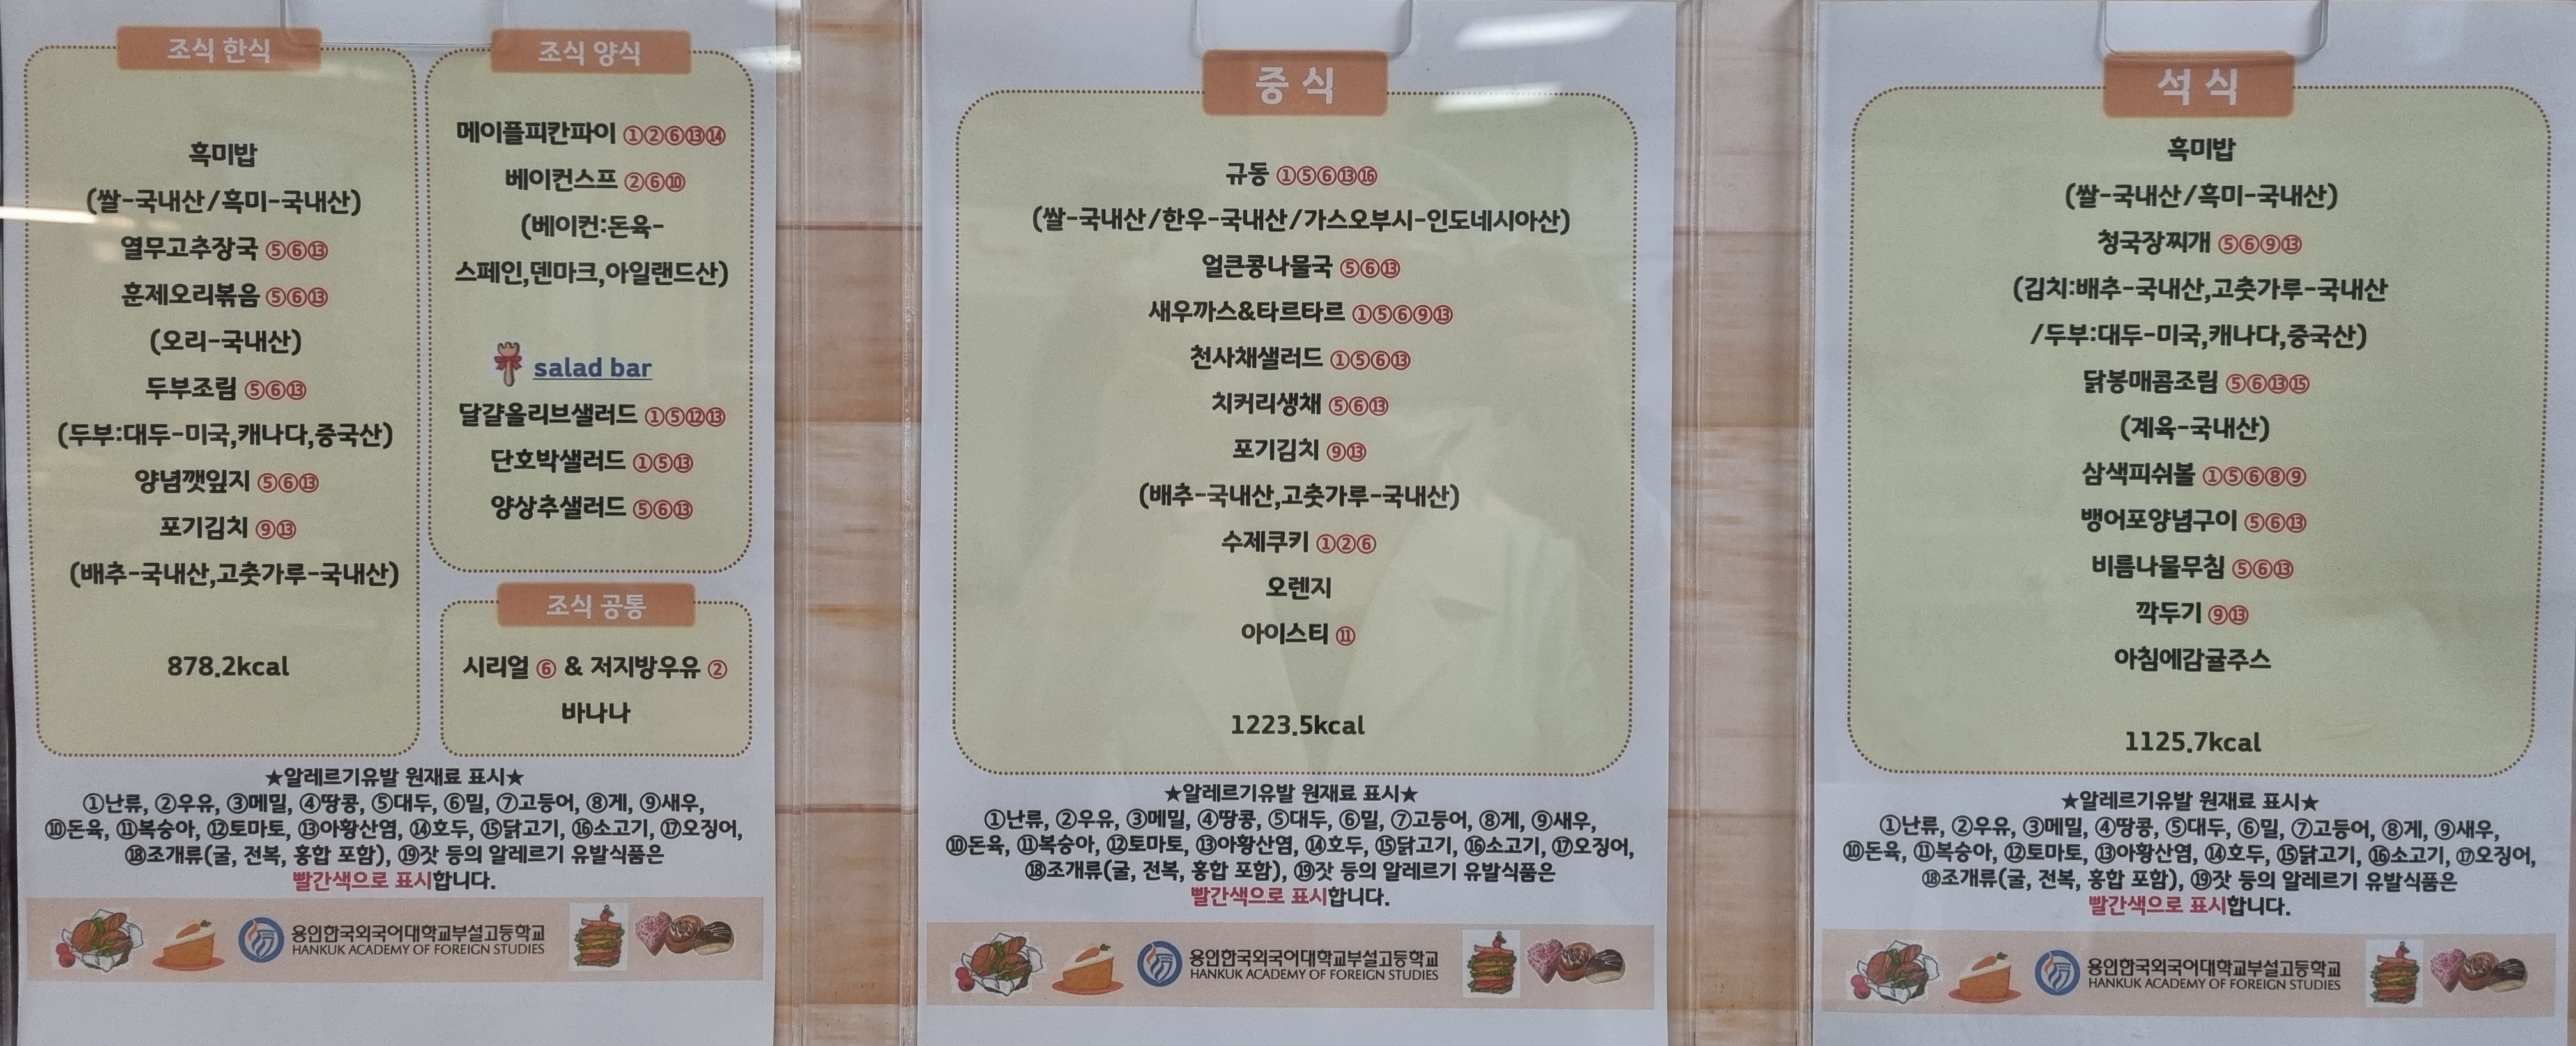 조식 한식
흑미밥
(쌀-국내산/흑미-국내산)
열무고추장국 ⑤⑥⑬
훈제오리볶음 ⑤⑥⑬
(오리-국내산)
두부조림 ⑤⑥⑬
(두부:대두-미국,캐나다,중국산)
양념깻잎지 ⑤⑥⑬
포기김치 ⑨⑬
(배추-국내산,고춧가루-국내산)
878.2kcal
조식 양식
메이플피칸파이 ①②⑥⑬⑭
베이컨스프 ②⑥⑩
(베이컨:돈육-
스페인,덴마크,아일랜드산)
salad bar
달걀올리브샐러드 ①⑤⑫⑬
단호박샐러드 ①⑤⑬
양상추샐러드 ⑤⑥⑬
조식 공통
시리얼 ⑥ & 저지방우유 ②
바나나
★알레르기유발 원재료 표시★
①난류, ②우유, ③메밀, ④땅콩, ⑤대두, ⑥밀, ⑦고등어, ⑧게, ⑨새우,
⑩돈육, ⑪복숭아, ⑫토마토, ⑬아황산염, ⑭호두, ⑮닭고기, ⑯소고기, ⑰오징어,
⑱조개류(굴, 전복, 홍합 포함), ⑲잣 등의 알레르기 유발식품은
빨간색으로 표시합니다.
용인한국외국어대학교부설고등학교
HANKUK ACADEMY OF FOREIGN STUDIES
중 식
규동 ①⑤⑥⑬⑯
(쌀-국내산/한우-국내산/가스오부시-인도네시아산)
얼큰콩나물국 ⑤⑥⑬
새우까스&타르타르 ①⑤⑥⑨⑬
천사채샐러드 ①⑤⑥⑬
치커리생채 ⑤⑥⑬
포기김치 ⑨⑬
(배추-국내산,고춧가루-국내산)
수제쿠키 ①②⑥
오렌지
아이스티 ⑪
1223.5kcal
★알레르기유발 원재료 표시★
①난류, ②우유, ③메밀, ④땅콩, ⑤대두, ⑥밀, ⑦고등어, ⑧게, ⑨새우,
⑩돈육, ⑪복숭아, ⑫토마토, ⑬아황산염, ⑭호두, ⑮닭고기, ⑯소고기, ⑰오징어,
⑱조개류(굴, 전복, 홍합 포함), ⑲잣 등의 알레르기 유발식품은
빨간색으로 표시합니다.
용인한국외국어대학교부설고등학교
HANKUK ACADEMY OF FOREIGN STUDIES
석 식
흑미밥
(쌀-국내산/흑미-국내산)
청국장찌개 ⑤⑥⑨⑬
(김치:배추-국내산,고춧가루-국내산
/두부:대두-미국,캐나다,중국산)
닭봉매콤조림 ⑤⑥⑬⑮
(계육-국내산)
삼색피쉬볼 ①⑤⑥⑧⑨
뱅어포양념구이 ⑤⑥⑬
비름나물무침 ⑤⑥⑬
깍두기 ⑨⑬
아침에감귤주스
1125.7kcal
★알레르기유발 원재료 표시★
①난류, ②우유, ③메밀, ④땅콩, ⑤대두, ⑥밀, ⑦고등어, ⑧게, ⑨새우,
⑩돈육, ⑪복숭아, ⑫토마토, ⑬아황산염, ⑭호두, ⑮닭고기, ⑯소고기, ⑰오징어,
⑱조개류(굴, 전복, 홍합 포함), ⑲잣 등의 알레르기 유발식품은
빨간색으로 표시합니다.
용인한국외국어대학교부설고등학교
HANKUK ACADEMY OF FOREIGN STUDIES